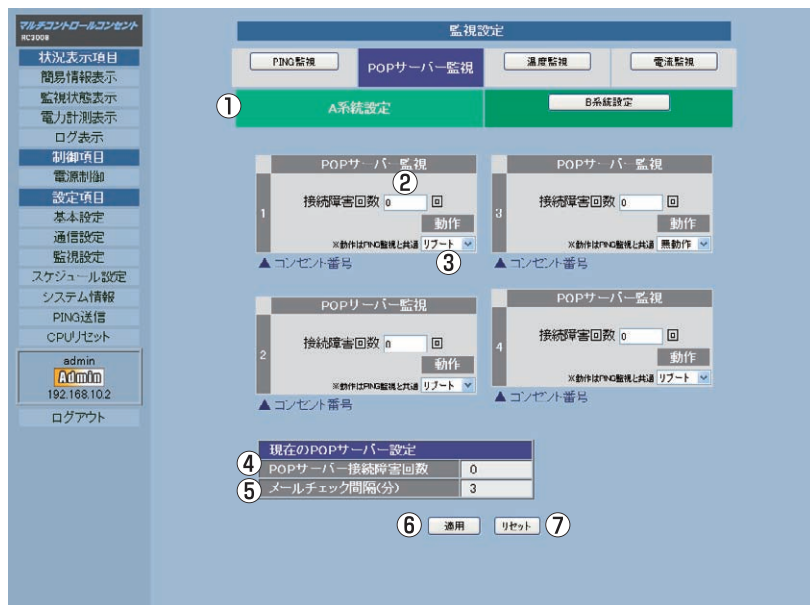 マルチコントロールコンセント
RC3008
状況表示項目
簡易情報表示
監視状態表示
電力計測表示
ログ表示
制御項目
電源制御
設定項目
基本設定
通信設定
監視設定
スケジュール設定
システム情報
PING送信
CPUリセット
admin
Admin
192.168.10.2
ログアウト
監視設定
PING監視
POPサーバー監視
温度監視
電流監視
①
A系統設定
B系統設定
POPサーバー監視
②
1
接続障害回数 0 回
動作
※動作はPING監視と共通 リブート
③
▲コンセント番号
POPサーバー監視
3
接続障害回数 0 回
動作
※動作はPING監視と共通 無動作
▲コンセント番号
POPリーバー監視
2
接続障害回数 0 回
動作
※動作はPING監視と共通 リブート
▲コンセント番号
POPサーバー監視
4
接続障害回数 0 回
動作
※動作はPING監視と共通 リブート
▲コンセント番号
現在のPOPサーバー設定
④ POPサーバー接続障害回数 0
⑤ メールチェック間隔(分) 3
⑥ 適用 リセット ⑦